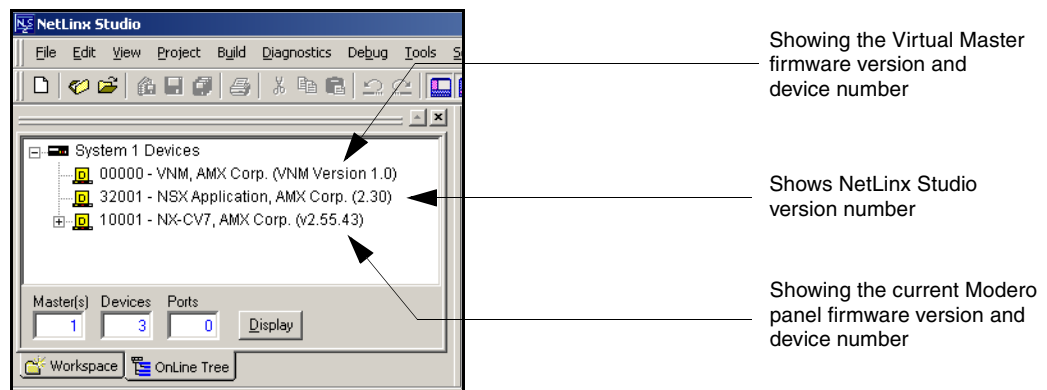 NetLinx Studio
File Edit View Project Build Diagnostics Debug Tools
System 1 Devices
00000 - VNM, AMX Corp. (VNM Version 1.0)
32001 - NSX Application, AMX Corp. (2.30)
10001 - NX-CV7, AMX Corp. (v2.55.43)
Master(s) Devices Ports
1 3 0 Display
Workspace OnLine Tree
Showing the Virtual Master
firmware version and
device number
Shows NetLinx Studio
version number
Showing the current Modero
panel firmware version and
device number